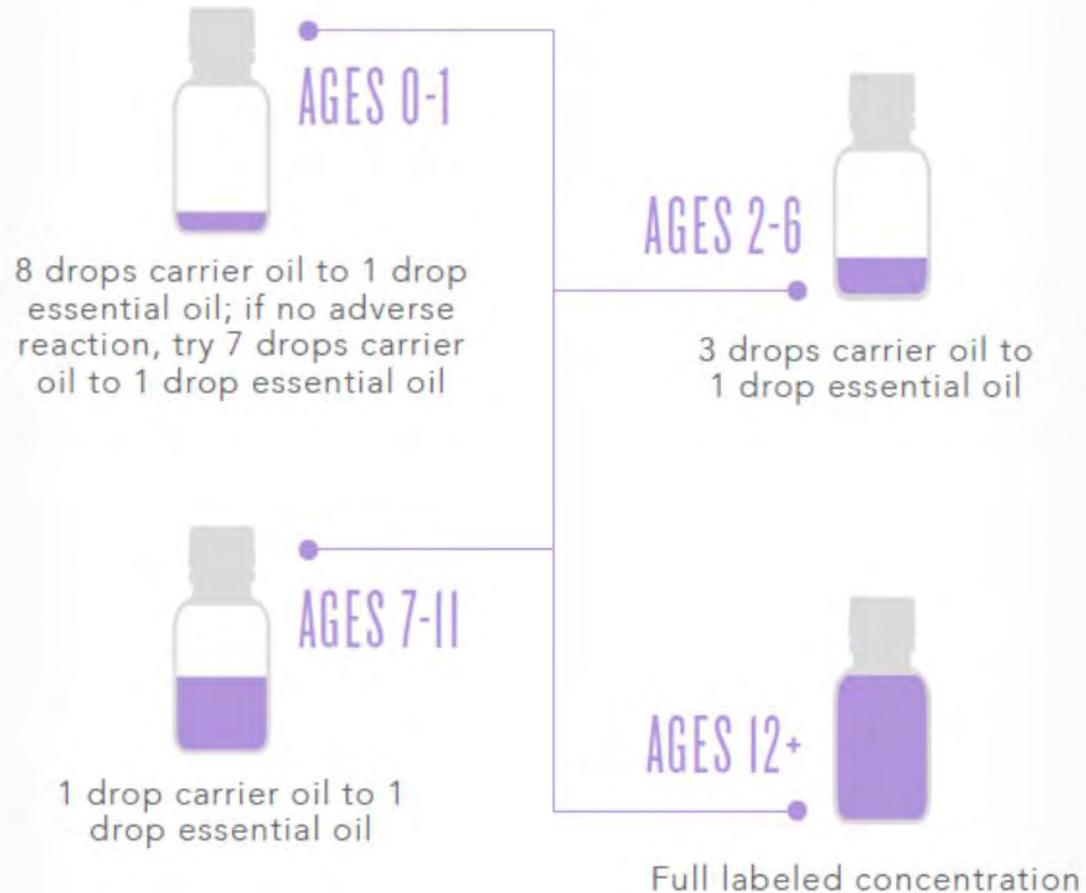 AGES 0-1
8 drops carrier oil to 1 drop
essential oil; if no adverse
reaction, try 7 drops carrier
oil to 1 drop essential oil
AGES 2-6
3 drops carrier oil to
1 drop essential oil
AGES 7-11
1 drop carrier oil to 1
drop essential oil
AGES 12+
Full labeled concentration